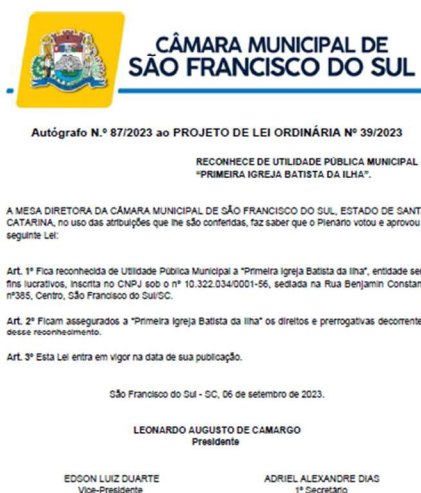 CÂMARA MUNICIPAL DE
SÃO FRANCISCO DO SUL
Autógrafo N.º 87/2023 ao PROJETO DE LEI ORDINÁRIA Nº 39/2023
RECONHECE DE UTILIDADE PÚBLICA MUNICIPAL
“PRIMEIRA IGREJA BATISTA DA ILHA”.
A MESA DIRETORA DA CÂMARA MUNICIPAL DE SÃO FRANCISCO DO SUL, ESTADO DE SANT
CATARINA, no uso das atribuições que lhe são conferidas, faz saber que o Plenário votou e aprovou
seguinte Lei:
Art. 1º Fica reconhecida de Utilidade Pública Municipal a "Primeira Igreja Batista da Ilha", entidade se
fins lucrativos, inscrita no CNPJ sob o nº 10.322.034/0001-56, sediada na Rua Benjamin Constan
nº385, Centro, São Francisco do Sul/SC.
Art. 2º Ficam assegurados a "Primeira Igreja Batista da Ilha" os direitos e prerrogativas decorrente
desse reconhecimento.
Art. 3º Esta Lei entra em vigor na data de sua publicação.
São Francisco do Sul - SC, 06 de setembro de 2023.
LEONARDO AUGUSTO DE CAMARGO
Presidente
EDSON LUIZ DUARTE ADRIEL ALEXANDRE DIAS
Vice-Presidente 1º Secretário